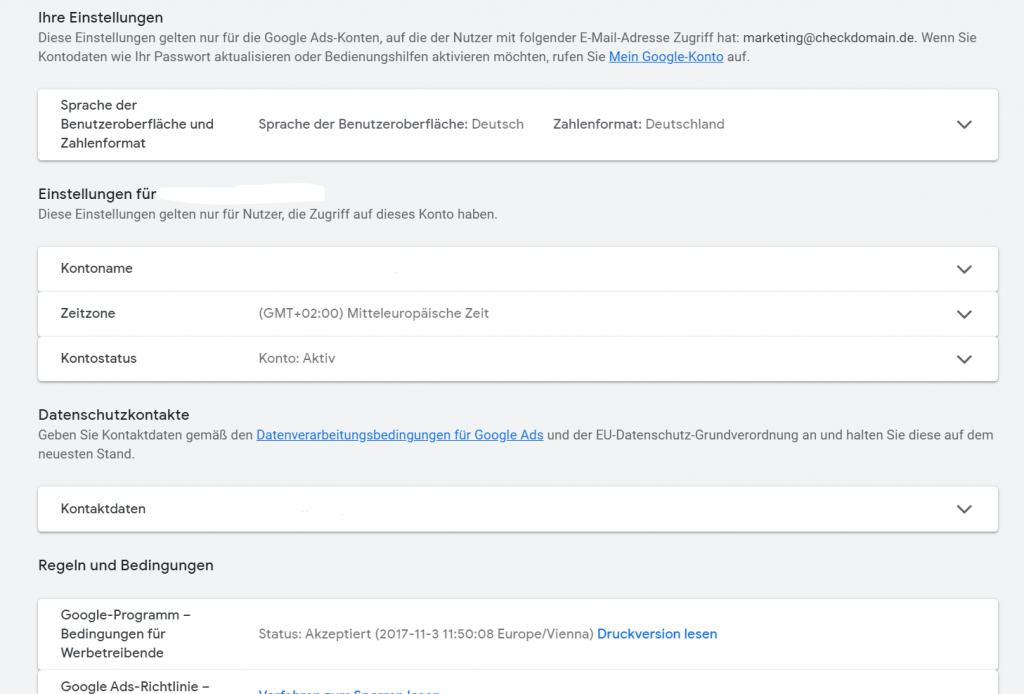 Ihre Einstellungen
Diese Einstellungen gelten nur für die Google Ads-Konten, auf die der Nutzer mit folgender E-Mail-Adresse Zugriff hat: marketing@checkdomain.de. Wenn Sie
Kontodaten wie Ihr Passwort aktualisieren oder Bedienungshilfen aktivieren möchten, rufen Sie Mein Google-Konto auf.
Sprache der
Benutzeroberfläche und
Zahlenformat
Sprache der Benutzeroberfläche: Deutsch
Zahlenformat: Deutschland
Einstellungen für
Diese Einstellungen gelten nur für Nutzer, die Zugriff auf dieses Konto haben.
Kontoname
Zeitzone
(GMT+02:00) Mitteleuropäische Zeit
Kontostatus
Konto: Aktiv
Datenschutzkontakte
Geben Sie Kontaktdaten gemäß den Datenverarbeitungsbedingungen für Google Ads und der EU-Datenschutz-Grundverordnung an und halten Sie diese auf dem
neuesten Stand.
Kontaktdaten
Regeln und Bedingungen
Google-Programm –
Bedingungen für
Werbetreibende
Status: Akzeptiert (2017-11-3 11:50:08 Europe/Vienna) Druckversion lesen
Google Ads-Richtlinie –
Verfahren zum Sperren lesen